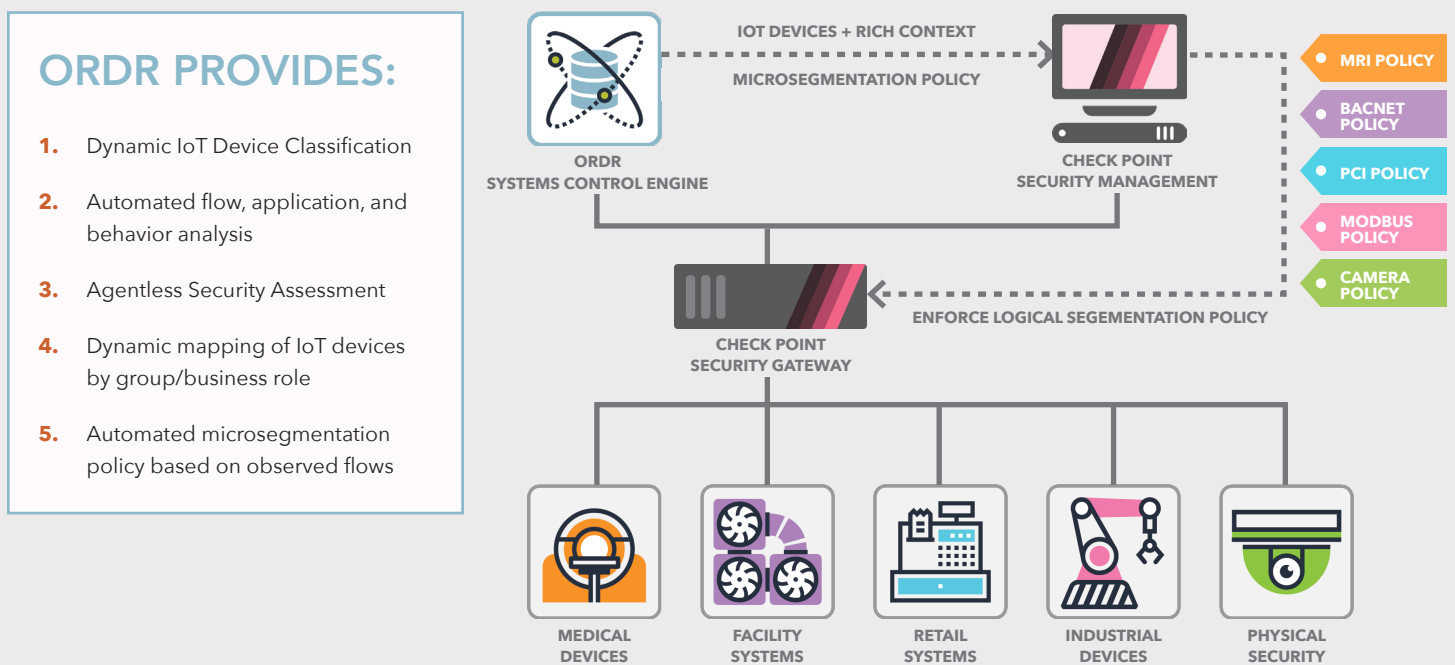 ORDR PROVIDES:
1. Dynamic IoT Device Classification
2. Automated flow, application, and
behavior analysis
3. Agentless Security Assessment
4. Dynamic mapping of IoT devices
by group/business role
5. Automated microsegmentation
policy based on observed flows
ORDR
SYSTEMS CONTROL ENGINE
IOT DEVICES + RICH CONTEXT
MICROSEGMENTATION POLICY
CHECK POINT
SECURITY MANAGEMENT
MRI POLICY
BACNET
POLICY
PCI POLICY
MODBUS
POLICY
CAMERA
POLICY
ENFORCE LOGICAL SEGEMENTATION POLICY
CHECK POINT
SECURITY GATEWAY
MEDICAL
DEVICES
FACILITY
SYSTEMS
RETAIL
SYSTEMS
INDUSTRIAL
DEVICES
PHYSICAL
SECURITY